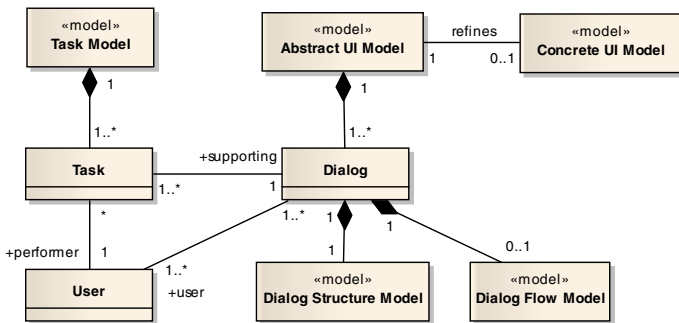 «model»
Task Model
«model»
Abstract UI Model
refines
1
0..1
«model»
Concrete UI Model
1
1
1..*
1..*
+supporting
Task
1..*
1
Dialog
*
1..*
1
1
+performer
1
1..*
+user
1
0..1
User
«model»
Dialog Structure Model
«model»
Dialog Flow Model